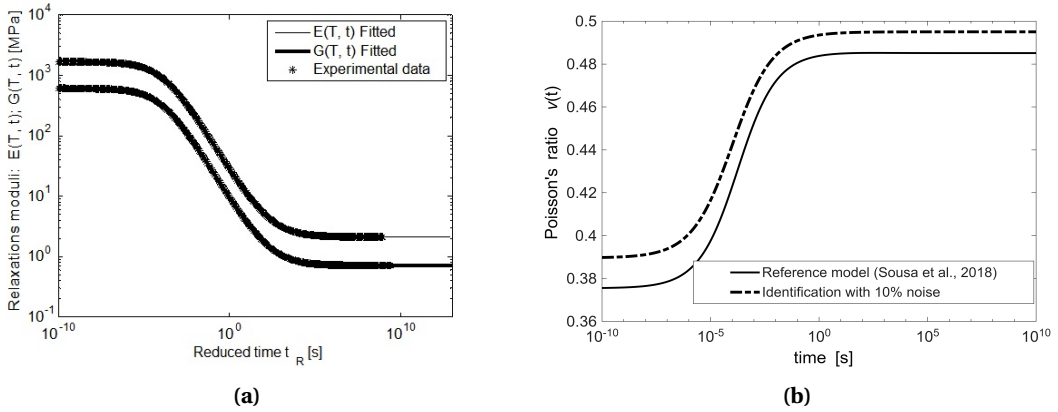 Relaxations moduli: E(T, t); G(T, t) [MPa]
10^4
10^3
10^2
10^1
10^0
10^-1
E(T, t) Fitted
G(T, t) Fitted
Experimental data
10^-10
10^0
10^10
Reduced time t_R [s]
(a)
Poisson's ratio ν(t)
0.5
0.48
0.46
0.44
0.42
0.4
0.38
0.36
Reference model (Sousa et al., 2018)
Identification with 10% noise
10^-10
10^-5
10^0
10^5
10^10
time [s]
(b)